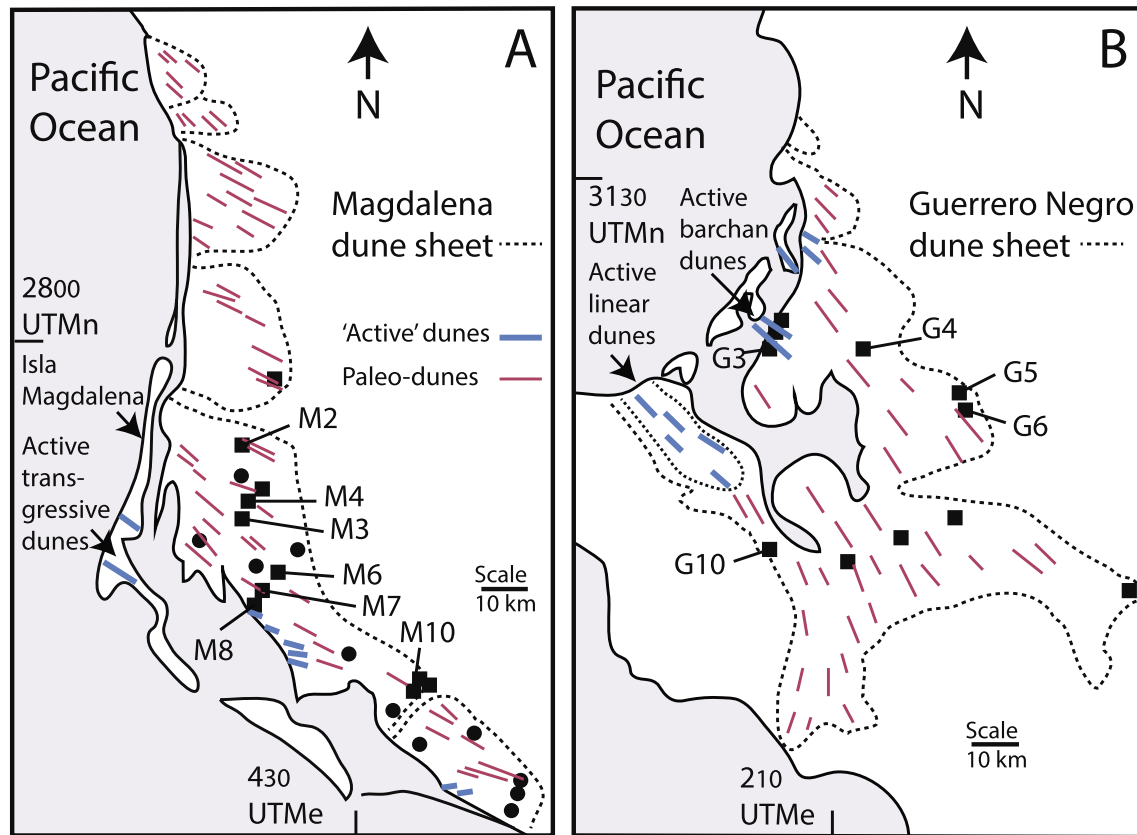 A
Pacific
Ocean
N
Magdalena
dune sheet
2800
UTMn
'Active' dunes
Paleo-dunes
Isla
Magdalena
Active
trans-
gressive
dunes
M2
M4
M3
M6
M7
M8
M10
Scale
10 km
430
UTMe
B
Pacific
Ocean
N
3130
UTMn
Active
barchan
dunes
Guerrero Negro
dune sheet
Active
linear
dunes
G3
G4
G5
G6
G10
Scale
10 km
210
UTMe